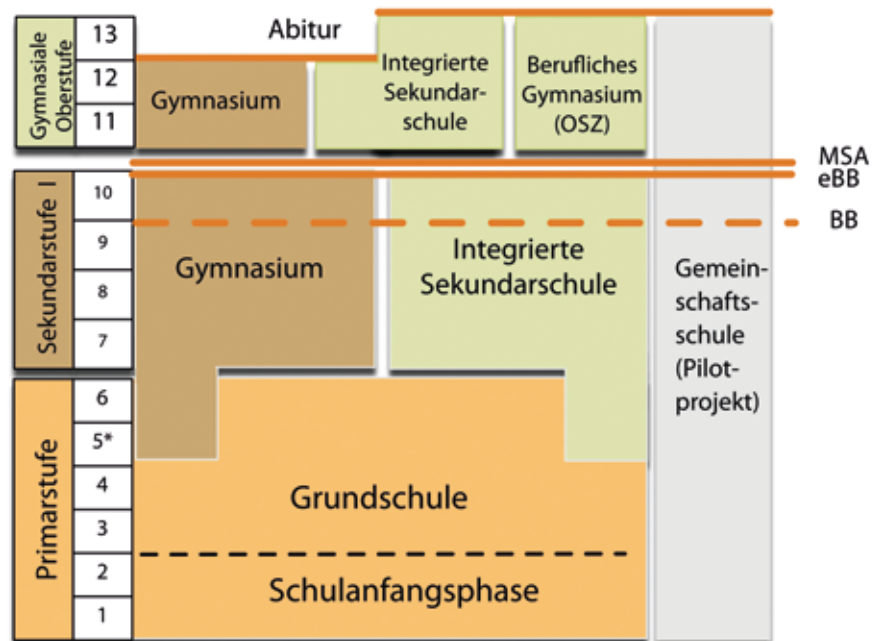 Gymnasiale
Oberstufe
13
12
11
Abitur
Gymnasium
Integrierte
Sekundar-
schule
Berufliches
Gymnasium
(OSZ)
MSA
eBB
BB
Sekundarstufe I
10
9
8
7
Gymnasium
Integrierte
Sekundarschule
Gemein-
schafts-
schule
(Pilot-
projekt)
Primarstufe
6
5*
4
3
2
1
Grundschule
Schulanfangsphase